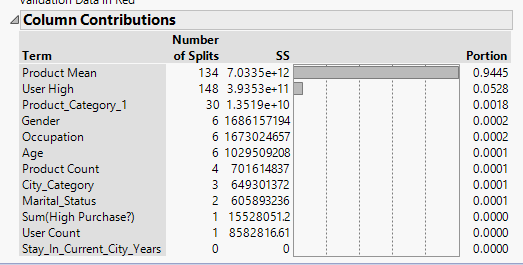 Validation Data in Red
Column Contributions
Number
Term of Splits SS Portion
Product Mean 134 7.0335e+12 0.9445
User High 148 3.9353e+11 0.0528
Product_Category_1 30 1.3519e+10 0.0018
Gender 6 1686157194 0.0002
Occupation 6 1673024657 0.0002
Age 6 1029509208 0.0001
Product Count 4 701614837 0.0001
City_Category 3 649301372 0.0001
Marital_Status 2 605893236 0.0001
Sum(High Purchase?) 1 15528051.2 0.0000
User Count 1 8582816.61 0.0000
Stay_In_Current_City_Years 0 0 0.0000